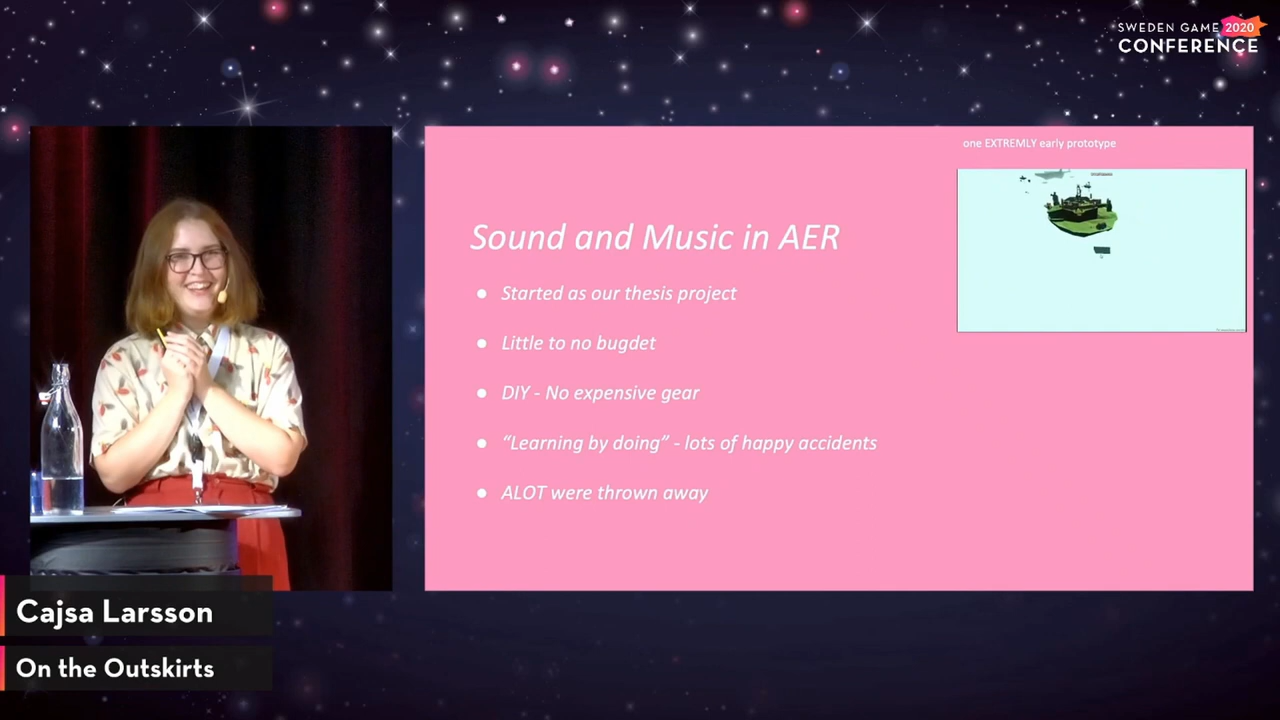 SWEDEN GAME 2020
CONFERENCE
one EXTREMLY early prototype
Sound and Music in AER
● Started as our thesis project
● Little to no bugdet
● DIY - No expensive gear
● “Learning by doing” - lots of happy accidents
● ALOT were thrown away
Cajsa Larsson
On the Outskirts